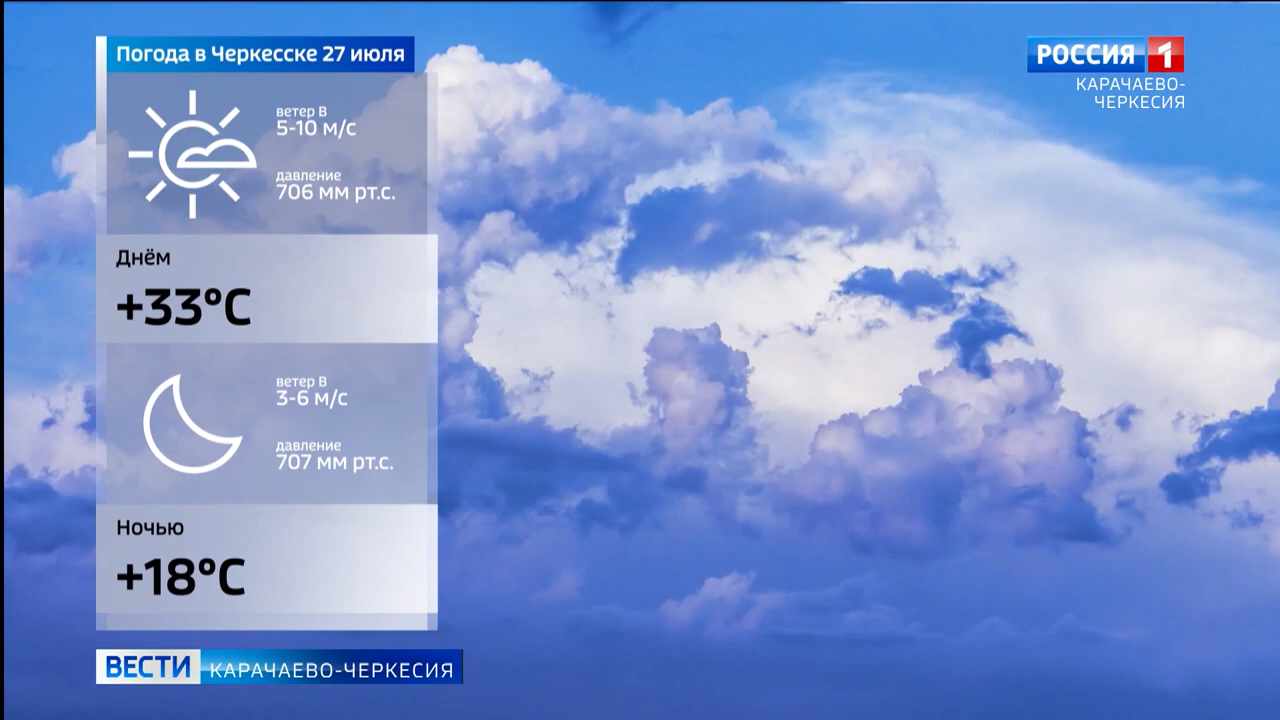 Погода в Черкесске 27 июля
РОССИЯ 1
КАРАЧАЕВО-
ЧЕРКЕСИЯ
ветер В
5-10 м/с
давление
706 мм рт.с.
Днём
+33°С
ветер В
3-6 м/с
давление
707 мм рт.с.
Ночью
+18°С
ВЕСТИ КАРАЧАЕВО-ЧЕРКЕСИЯ